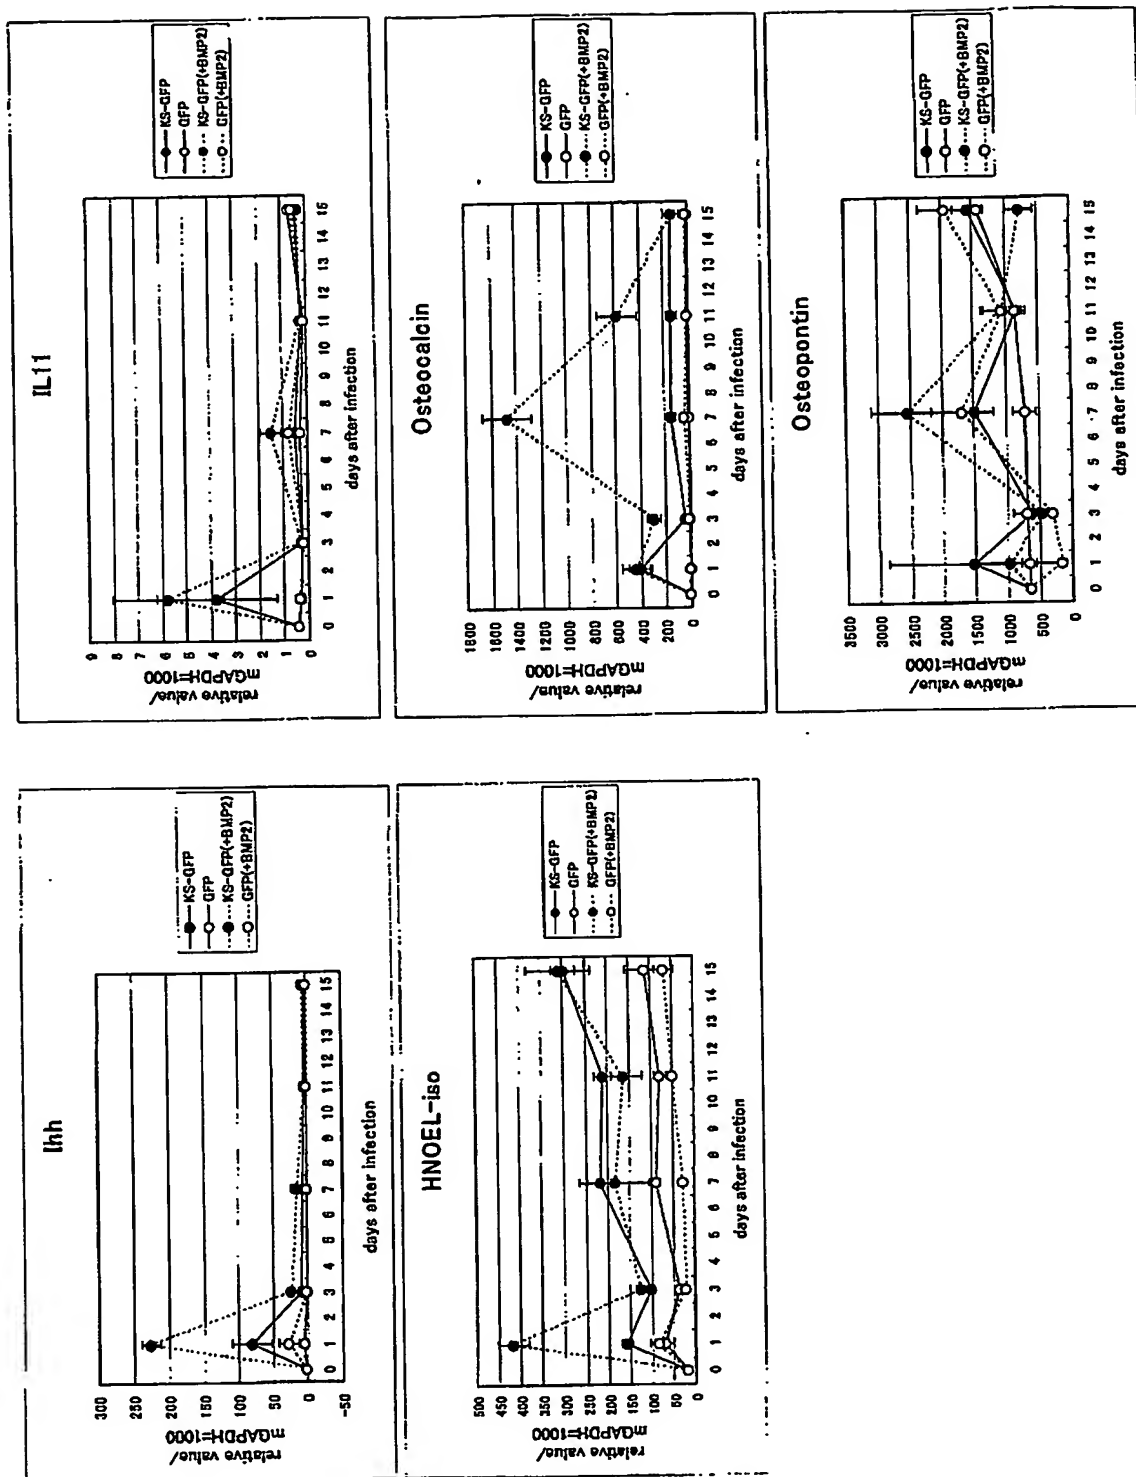 Ihh
relative value/
mGAPDH=1000
300
250
200
150
100
50
0
-50
0 1 2 3 4 5 6 7 8 9 10 11 12 13 14 15
days after infection
KS-GFP
GFP
KS-GFP(+BMP2)
GFP(+BMP2)
IL11
relative value/
mGAPDH=1000
9
8
7
6
5
4
3
2
1
0
0 1 2 3 4 5 6 7 8 9 10 11 12 13 14 15
days after infection
KS-GFP
GFP
KS-GFP(+BMP2)
GFP(+BMP2)
HNOEL-iso
relative value/
mGAPDH=1000
500
450
400
350
300
250
200
150
100
50
0
0 1 2 3 4 5 6 7 8 9 10 11 12 13 14 15
days after infection
KS-GFP
GFP
KS-GFP(+BMP2)
GFP(+BMP2)
Osteocalcin
relative value/
mGAPDH=1000
1800
1600
1400
1200
1000
800
600
400
200
0
0 1 2 3 4 5 6 7 8 9 10 11 12 13 14 15
days after infection
KS-GFP
GFP
KS-GFP(+BMP2)
GFP(+BMP2)
Osteopontin
relative value/
mGAPDH=1000
3500
3000
2500
2000
1500
1000
500
0
0 1 2 3 4 5 6 7 8 9 10 11 12 13 14 15
days after infection
KS-GFP
GFP
KS-GFP(+BMP2)
GFP(+BMP2)